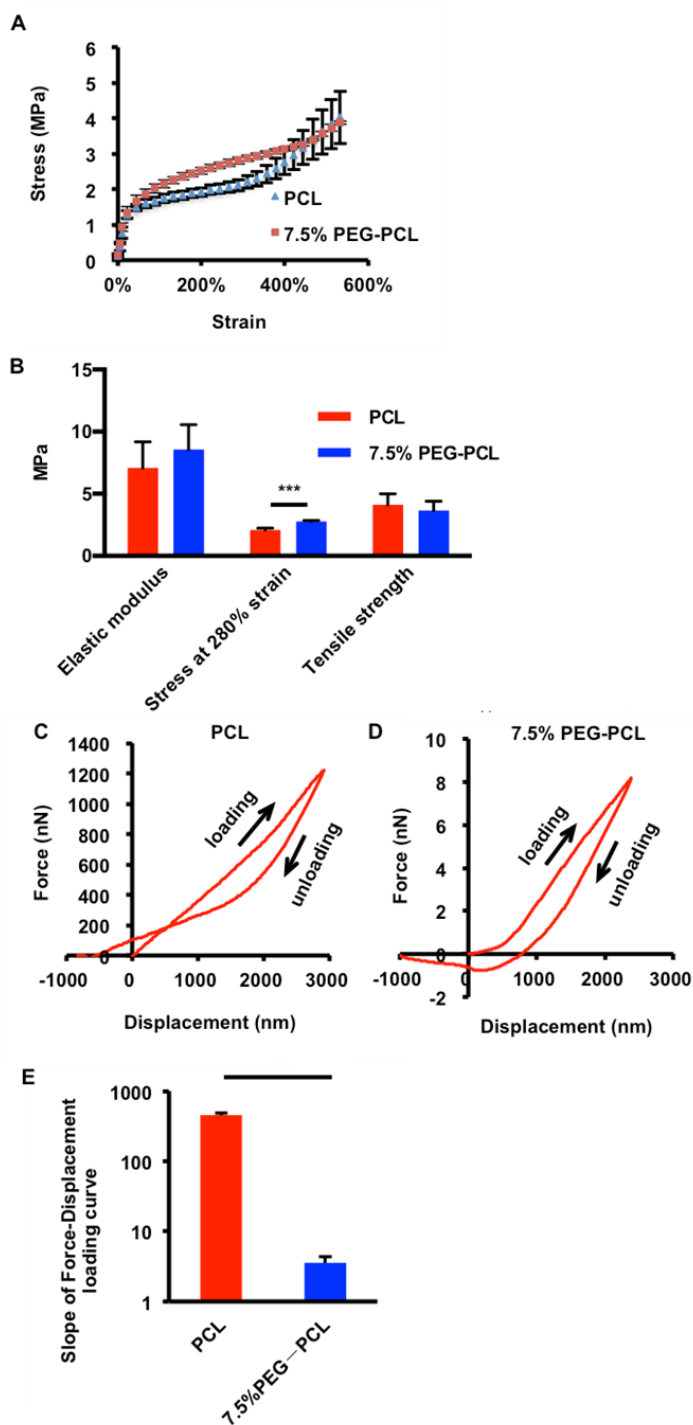 A
6
5
4
3
2
1
0
Stress (MPa)
PCL
7.5% PEG-PCL
0% 200% 400% 600%
Strain
B
15
10
5
0
MPa
PCL
7.5% PEG-PCL
***
Elastic modulus
Stress at 280% strain
Tensile strength
C PCL
1400
1200
1000
800
600
400
200
0
Force (nN)
loading
unloading
-1000 0 1000 2000 3000
Displacement (nm)
D 7.5% PEG-PCL
10
8
6
4
2
0
-2
Force (nN)
loading
unloading
-1000 0 1000 2000 3000
Displacement (nm)
E
1000
100
10
1
Slope of Force-Displacement
loading curve
PCL
7.5%PEG—PCL